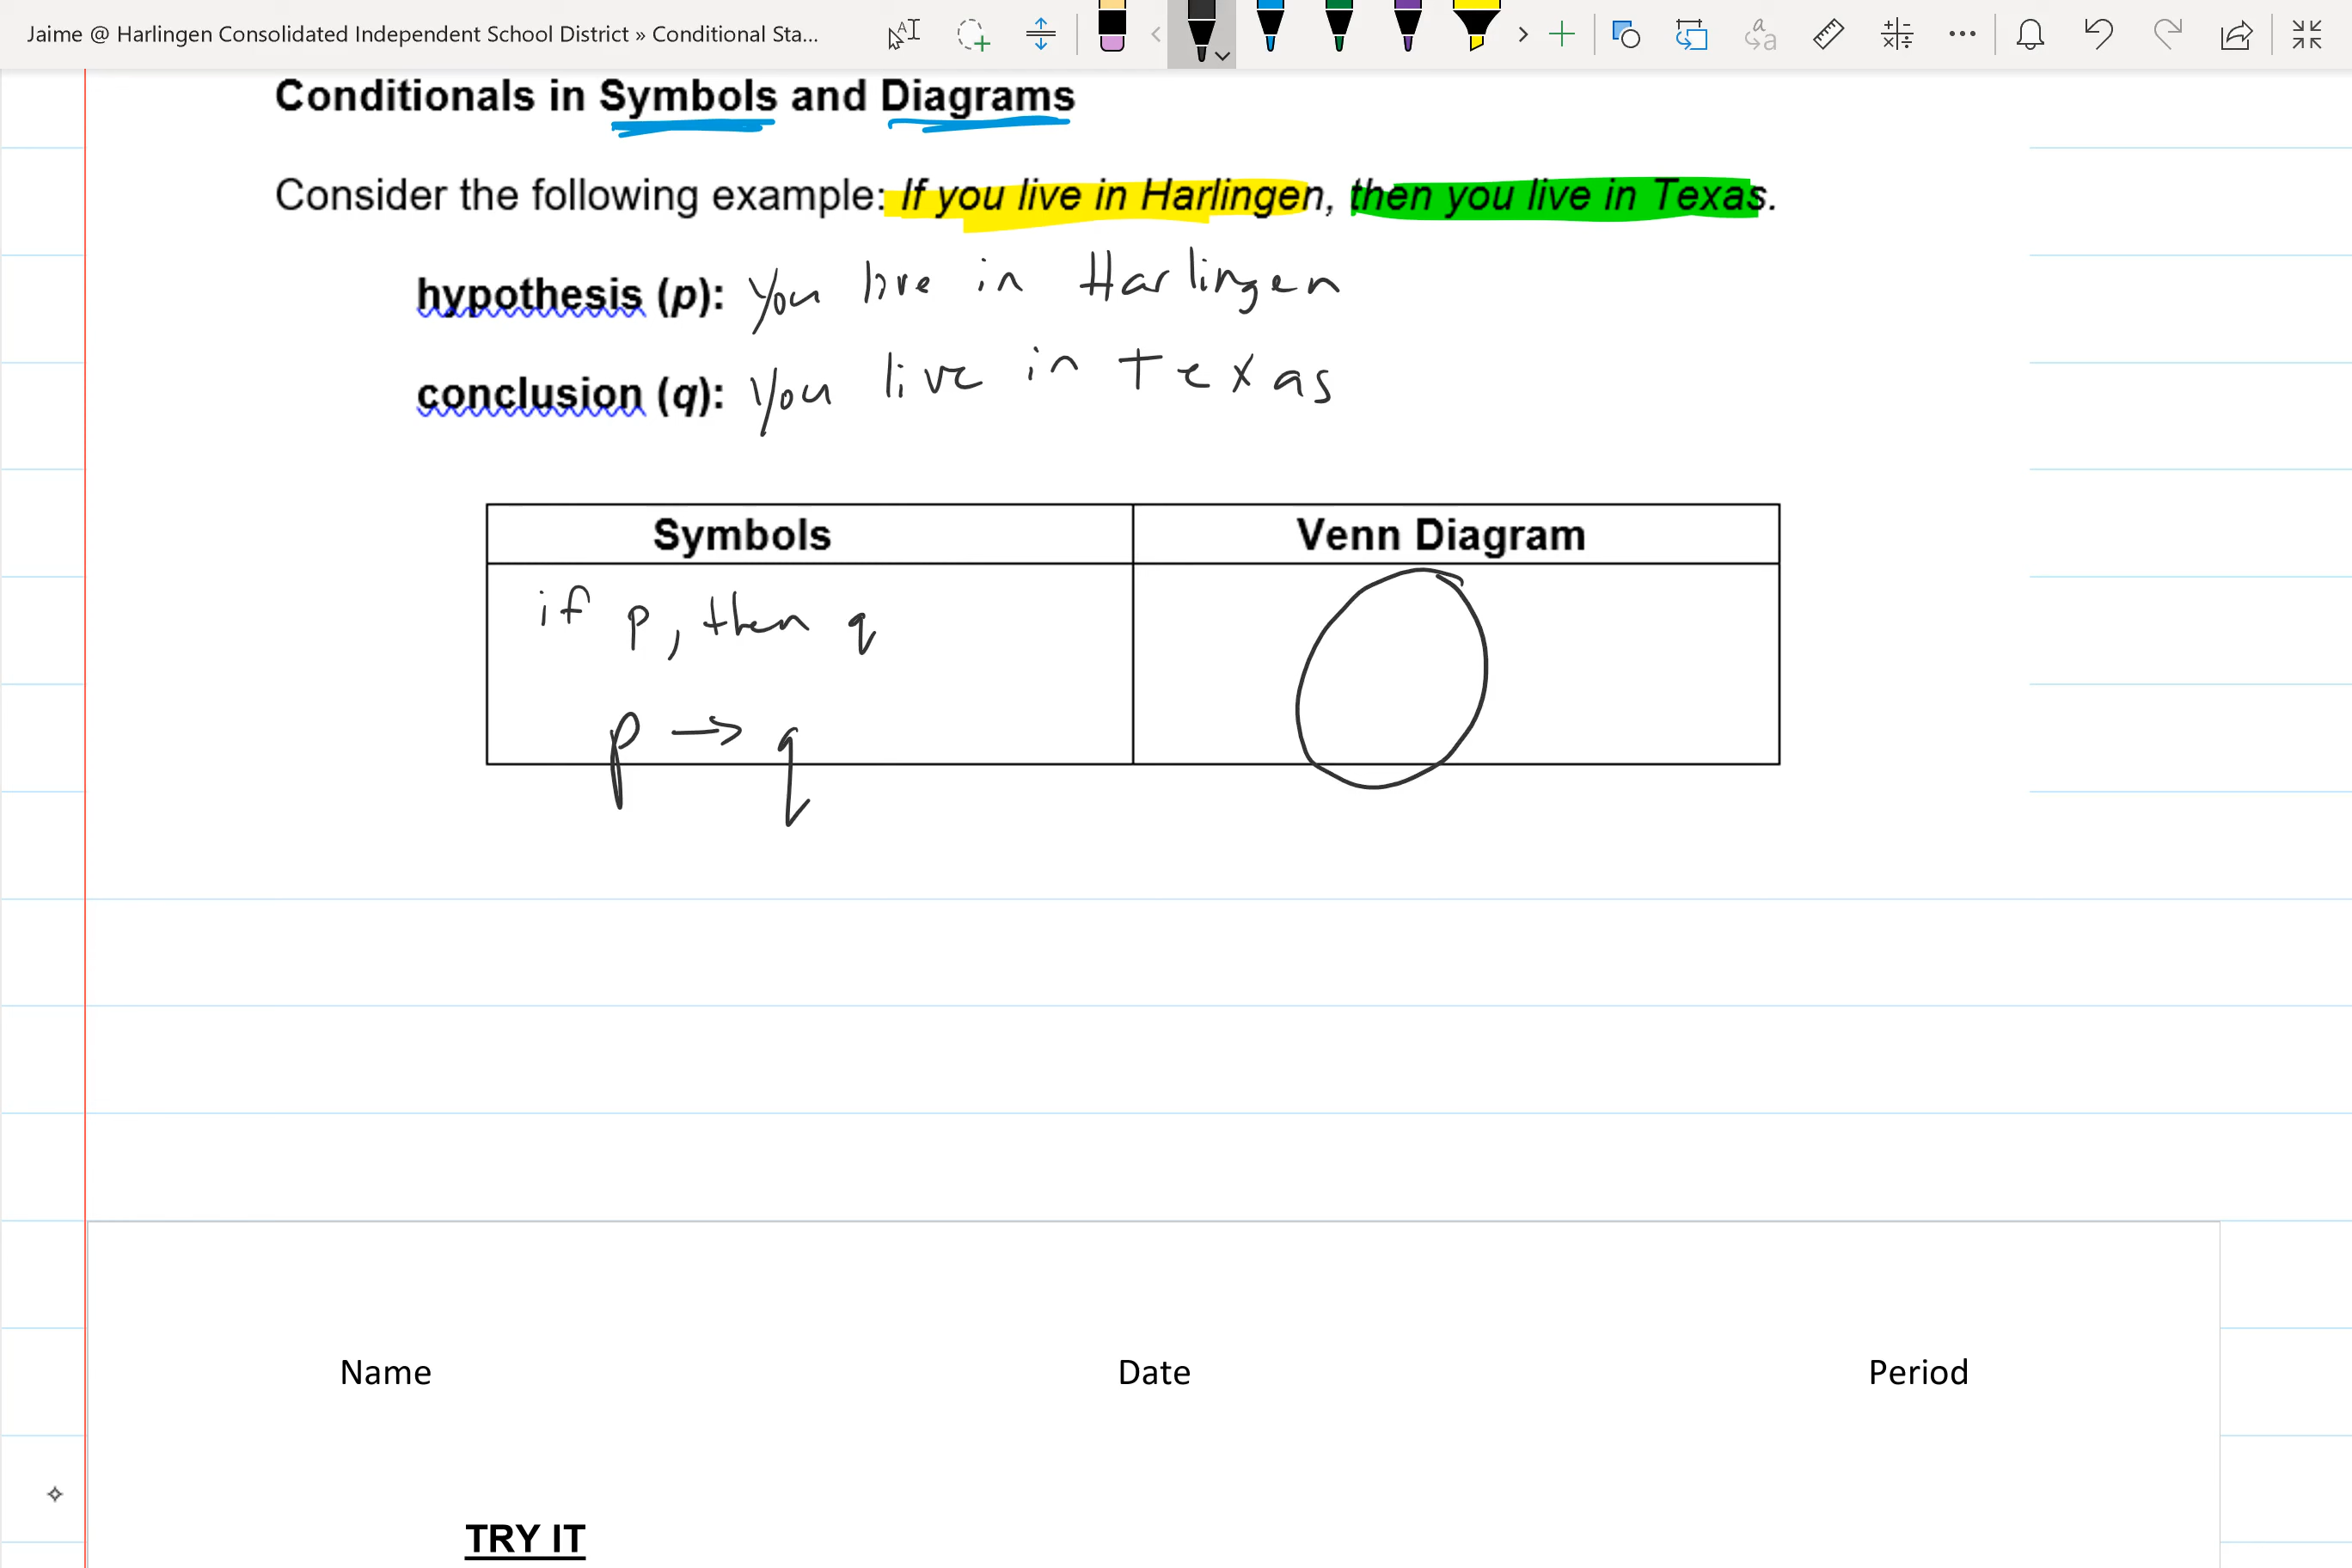 Jaime @ Harlingen Consolidated Independent School District » Conditional Sta...
Conditionals in Symbols and Diagrams
Consider the following example: If you live in Harlingen, then you live in Texas.
hypothesis (p): You live in Harlingen
conclusion (q): You live in Texas
Symbols Venn Diagram
if p, then q
p → q
Name Date Period
TRY IT